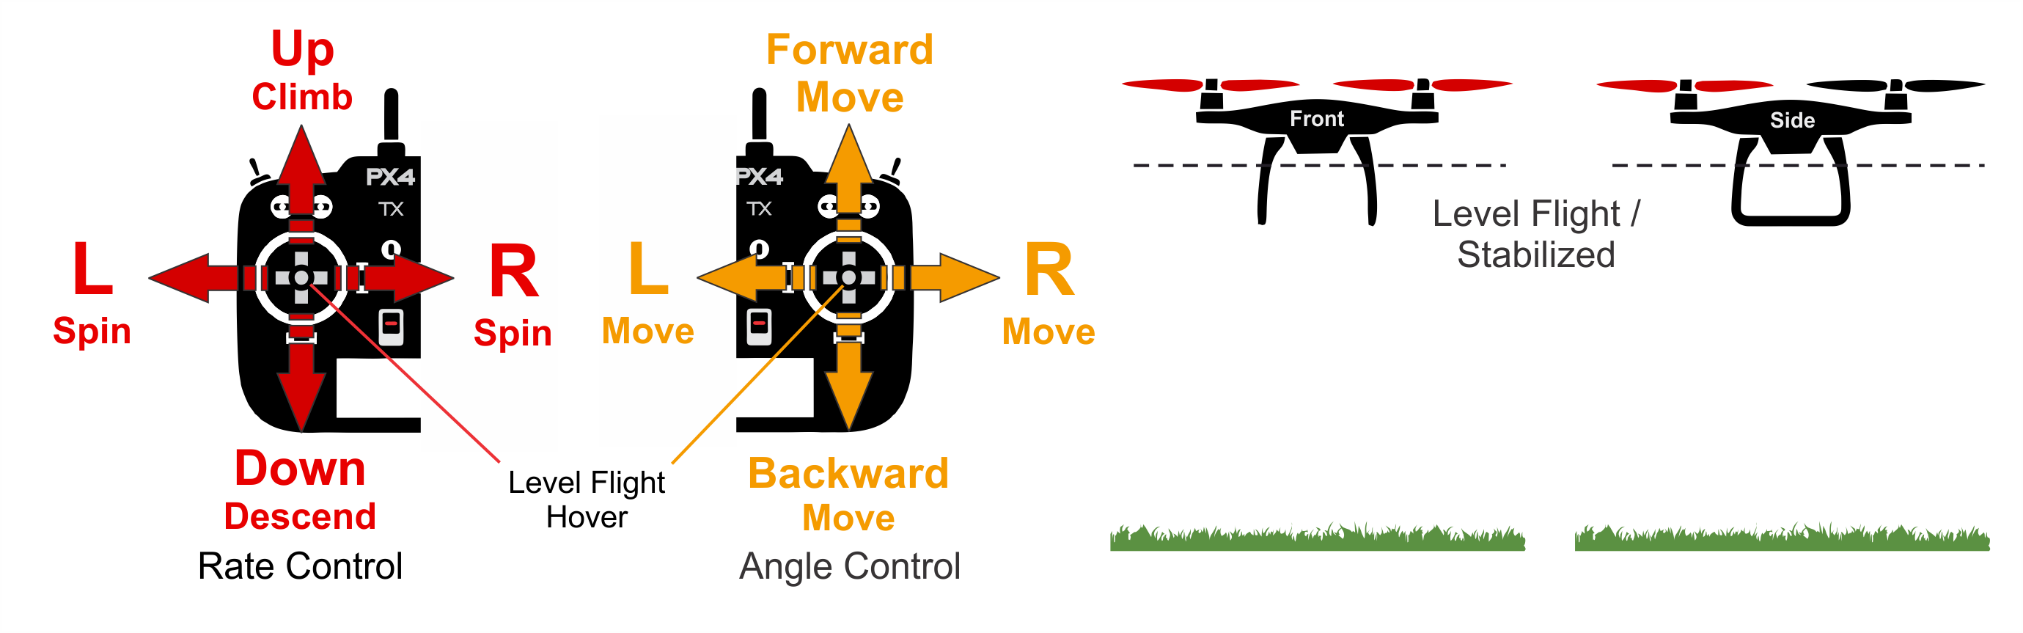 Up
Climb
PX4
TX
L
Spin
R
Spin
Down
Descend
Rate Control
Level Flight
Hover
Forward
Move
PX4
TX
L
Move
R
Move
Backward
Move
Angle Control
Front
Side
Level Flight /
Stabilized